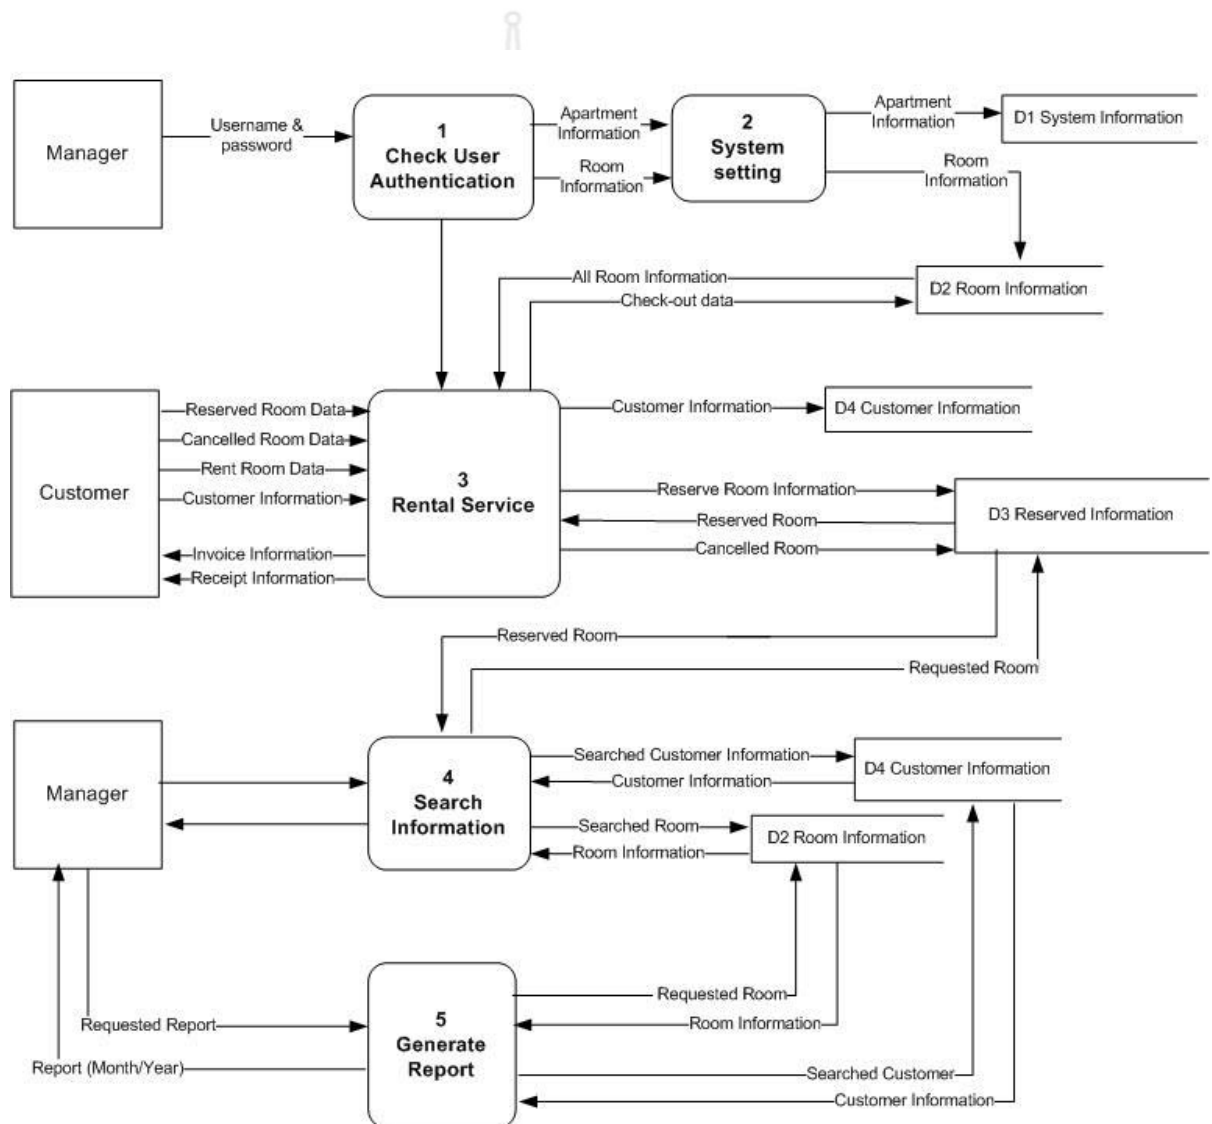 Manager
Username &
password
1
Check User
Authentication
Apartment
Information
Room
Information
2
System
setting
Apartment
Information
D1 System Information
Room
Information
All Room Information
Check-out data
D2 Room Information
Customer
Reserved Room Data
Cancelled Room Data
Rent Room Data
Customer Information
Invoice Information
Receipt Information
3
Rental Service
Customer Information
D4 Customer Information
Reserve Room Information
Reserved Room
Cancelled Room
D3 Reserved Information
Reserved Room
Requested Room
Manager
4
Search
Information
Searched Customer Information
Customer Information
D4 Customer Information
Searched Room
Room Information
D2 Room Information
Requested Report
Report (Month/Year)
5
Generate
Report
Requested Room
Room Information
Searched Customer
Customer Information